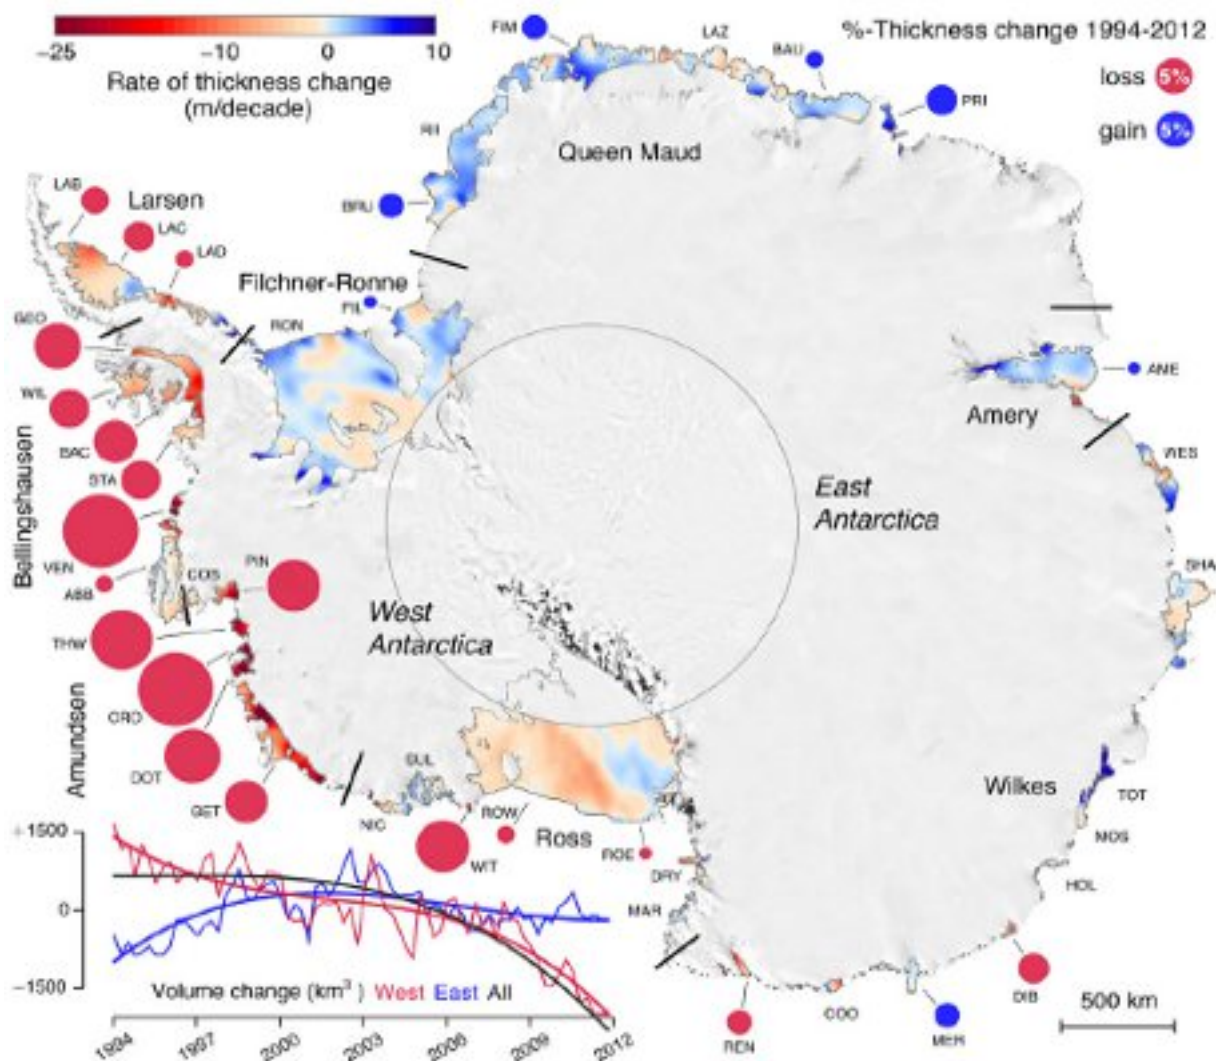 -25 -10 0 10
Rate of thickness change
(m/decade)
%-Thickness change 1994-2012
loss 5%
gain 5%
FIM
LAZ
BAU
PRI
RII
Queen Maud
BRU
LAB
Larsen
LAC
LAD
Filchner-Ronne
FIL
RON
GEO
WIL
BAC
STA
Bellingshausen
VEN
ABB
COS
PIN
THW
CRO
DOT
GET
Amundsen
West
Antarctica
East
Antarctica
AME
Amery
WES
SHA
Wilkes
TOT
MOS
HOL
DIB
MER
COO
REN
MAR
DRY
ROE
Ross
ROW
WIT
SUL
NIC
+1500
0
-1500
Volume change (km³) West East All
1994 1997 2000 2003 2006 2009 2012
500 km